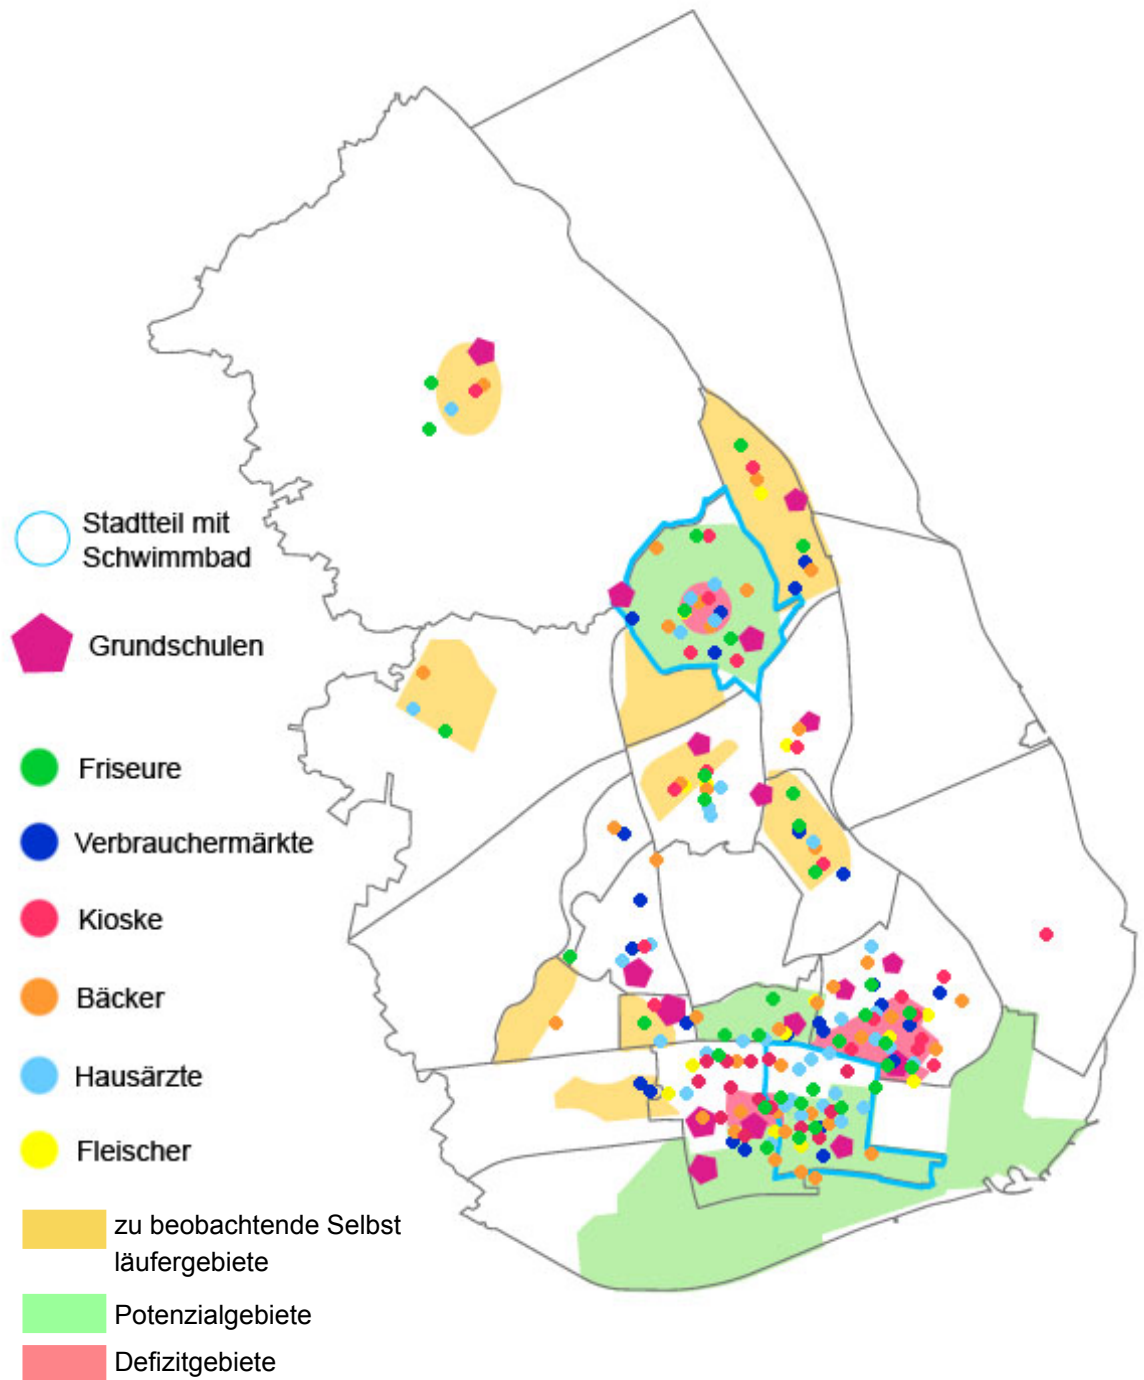 Stadtteil mit
Schwimmbad
Grundschulen
Friseure
Verbrauchermärkte
Kioske
Bäcker
Hausärzte
Fleischer
zu beobachtende Selbst
läufergebiete
Potenzialgebiete
Defizitgebiete